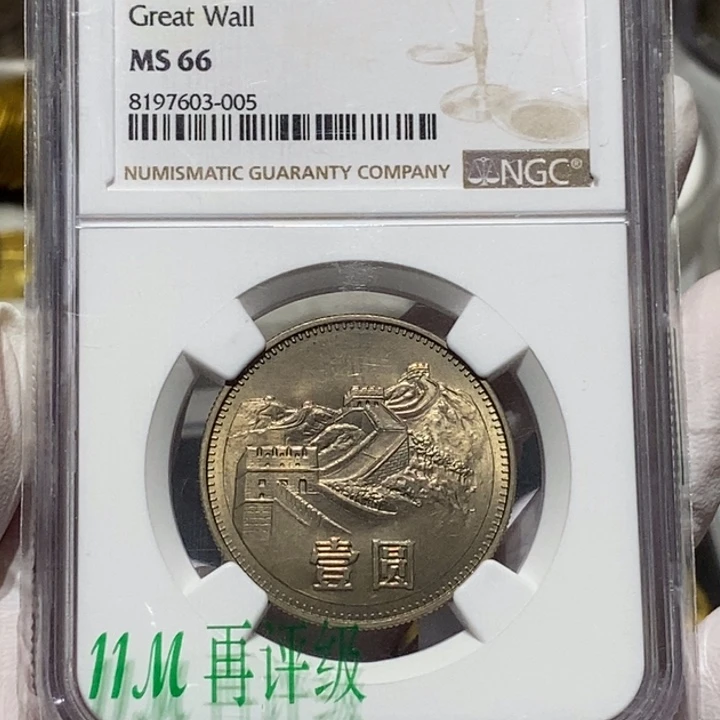 Great Wall
MS 66
8197603-005
NUMISMATIC GUARANTY COMPANY
NGC®
壹圆
11M 再评级